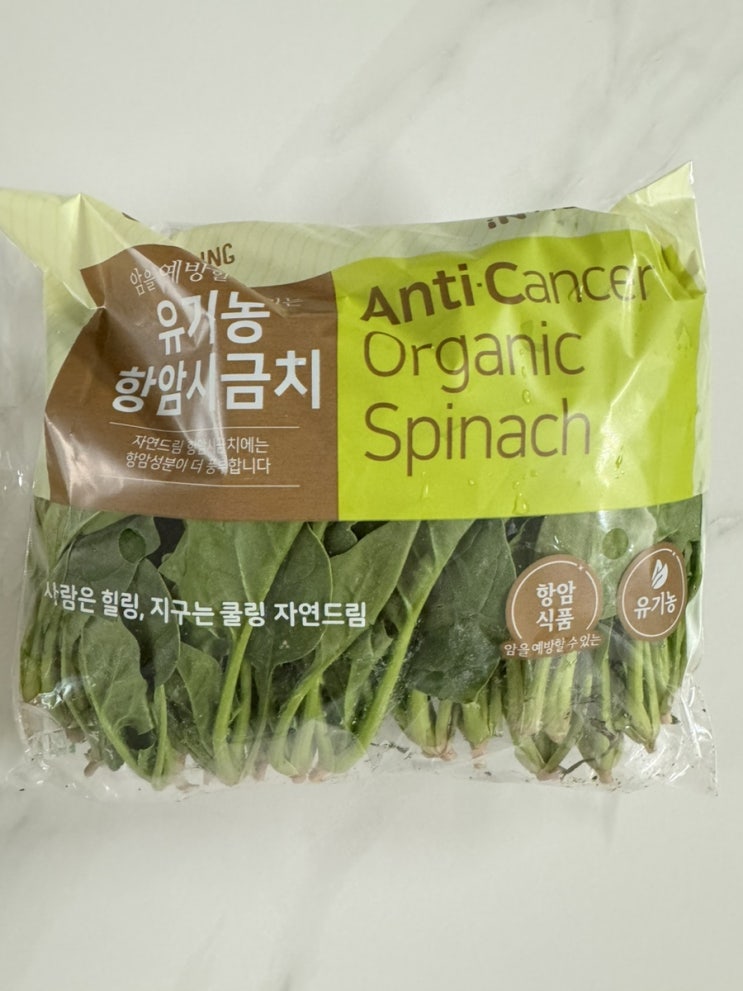 암을 예방할
유기농
항암시금치
자연드림 항암시금치에는
항암성분이 더 풍부합니다
Anti·Cancer
Organic
Spinach
사람은 힐링, 지구는 쿨링 자연드림
항암
식품
암을 예방할 수 있는
유기농